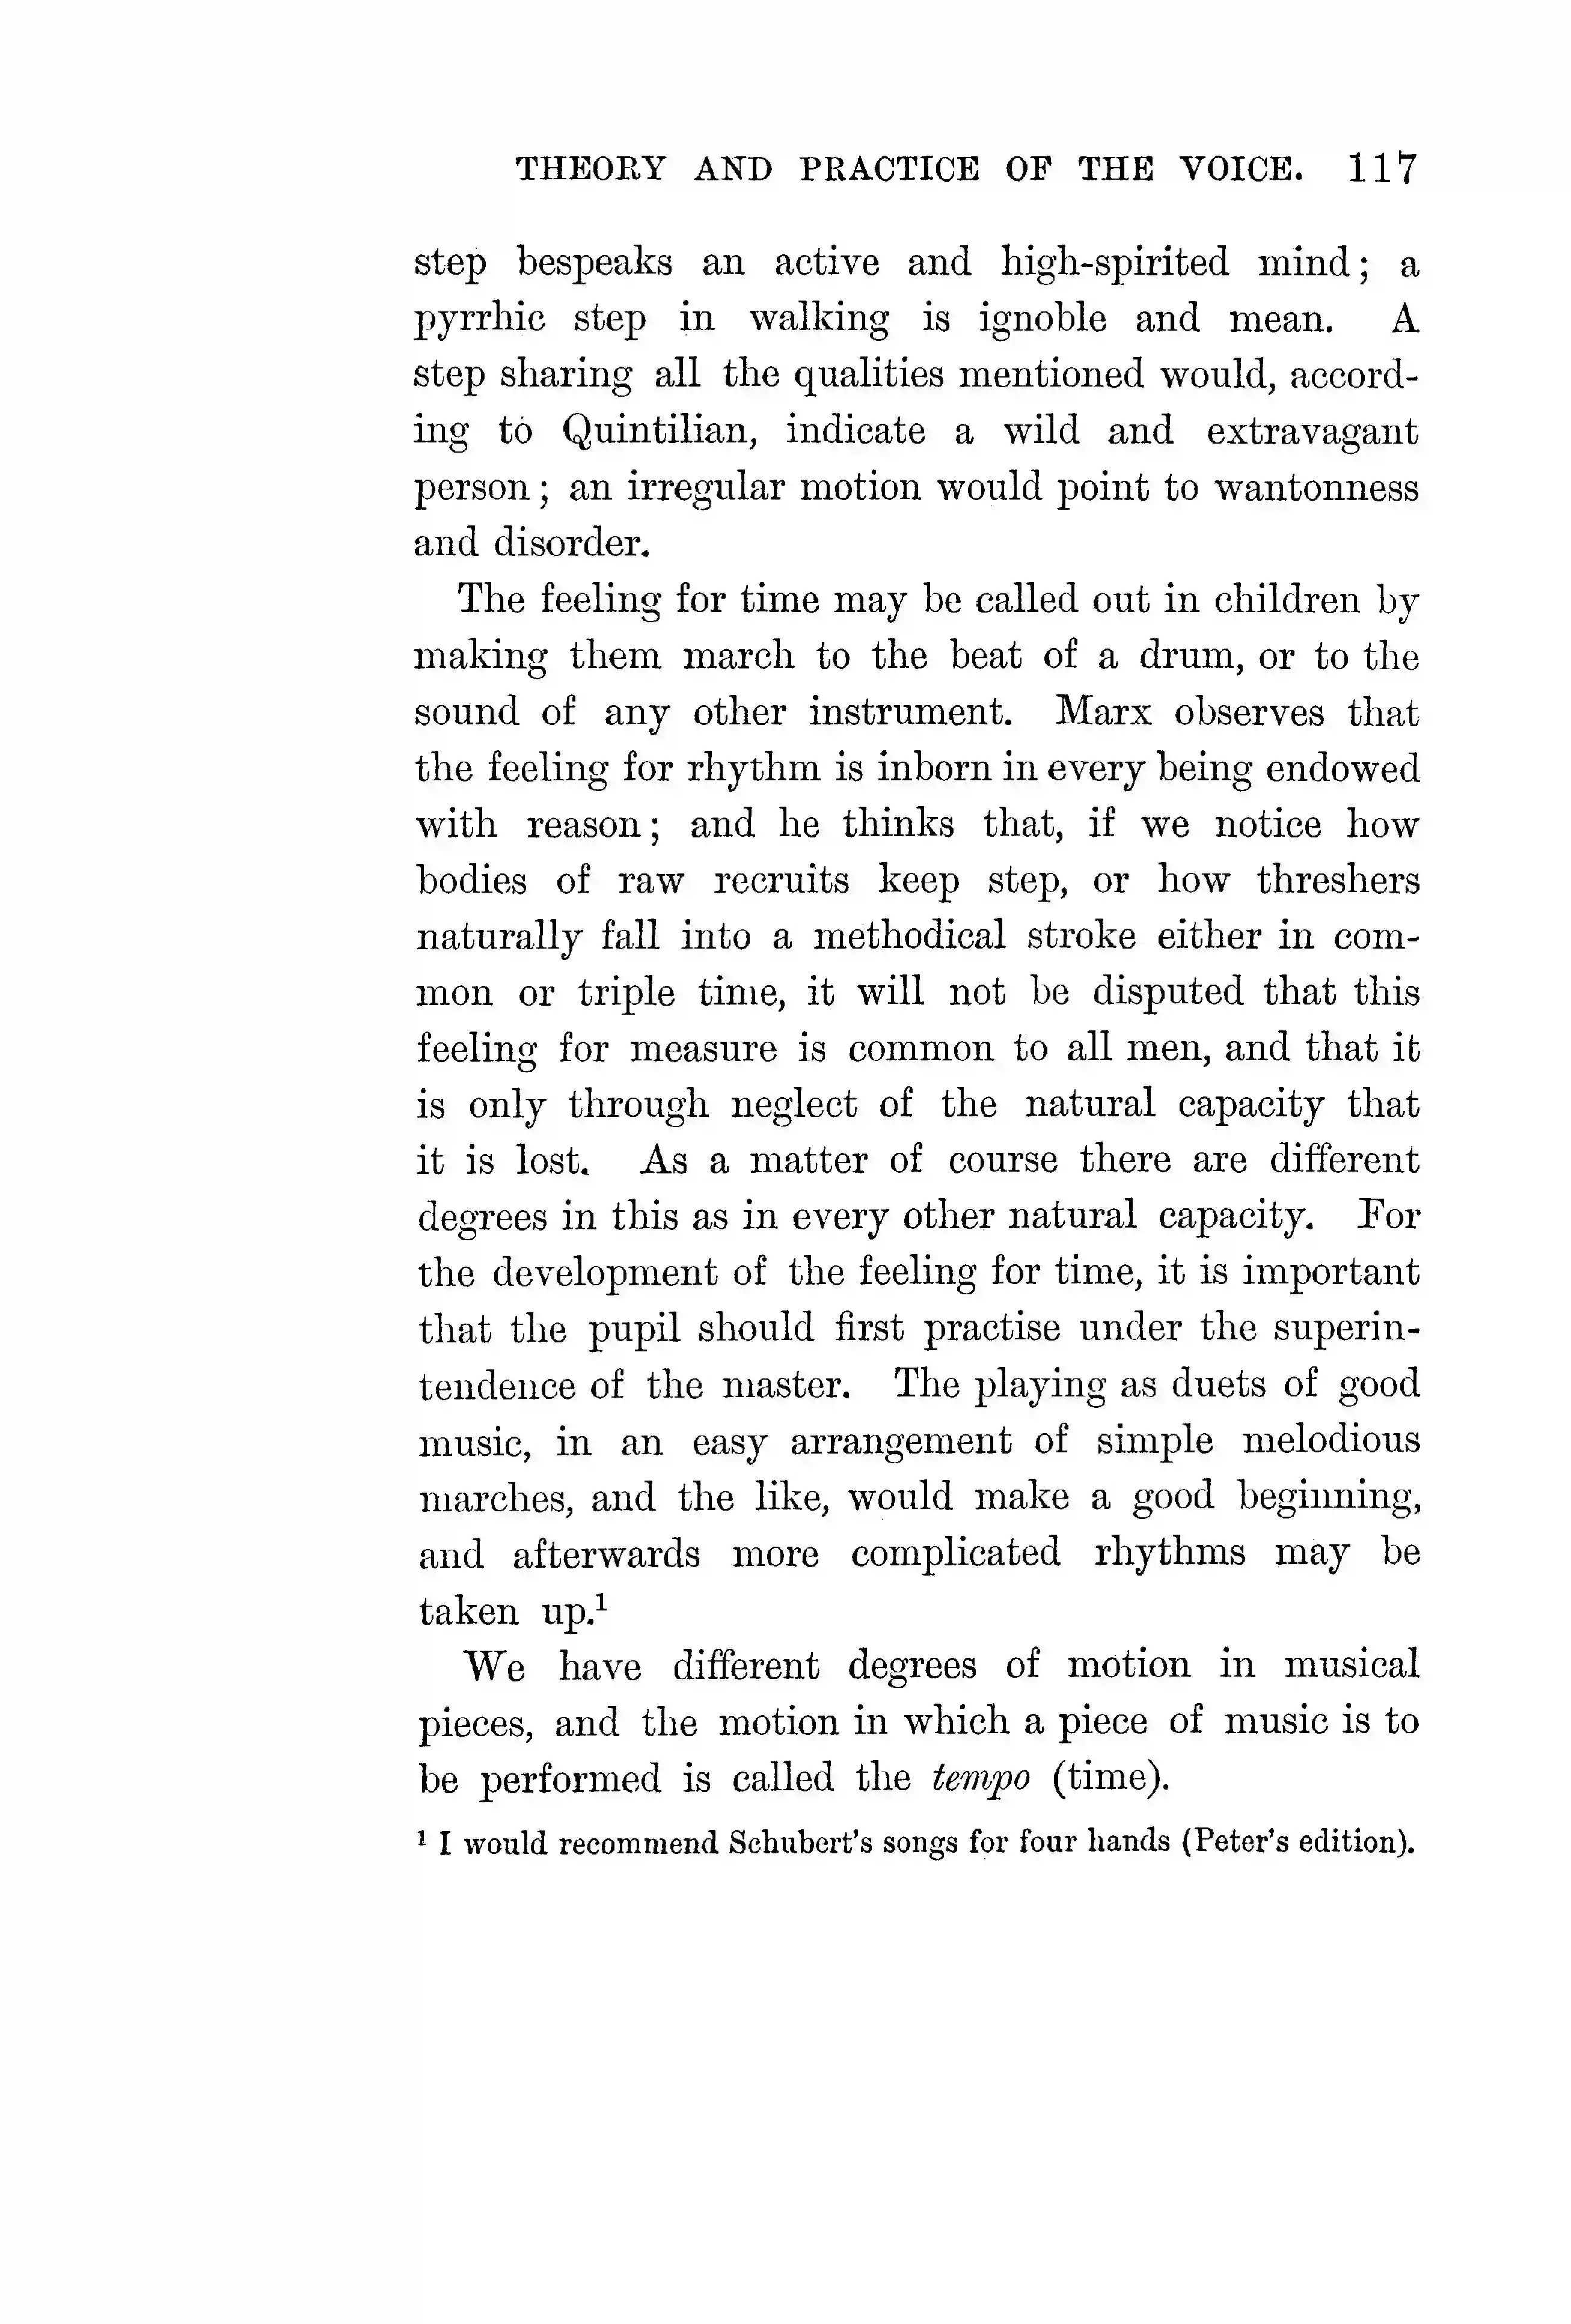 THEORY AND PRACTICE OF THE VOICE. 117
step bespeaks an active and high-spirited mind; a
pyrrhic step in walking is ignoble and mean. A
step sharing all the qualities mentioned would, accord-
ing to Quintilian, indicate a wild and extravagant
person; an irregular motion would point to wantonness
and disorder.
The feeling for time may be called out in children by
making them march to the beat of a drum, or to the
sound of any other instrument. Marx observes that
the feeling for rhythm is inborn in every being endowed
with reason; and he thinks that, if we notice how
bodies of raw recruits keep step, or how threshers
naturally fall into a methodical stroke either in com-
mon or triple time, it will not be disputed that this
feeling for measure is common to all men, and that it
is only through neglect of the natural capacity that
it is lost. As a matter of course there are different
degrees in this as in every other natural capacity. For
the development of the feeling for time, it is important
that the pupil should first practise under the superin-
tendence of the master. The playing as duets of good
music, in an easy arrangement of simple melodious
marches, and the like, would make a good beginning,
and afterwards more complicated rhythms may be
taken up.¹
We have different degrees of motion in musical
pieces, and the motion in which a piece of music is to
be performed is called the tempo (time).
¹ I would recommend Schubert's songs for four hands (Peter's edition).